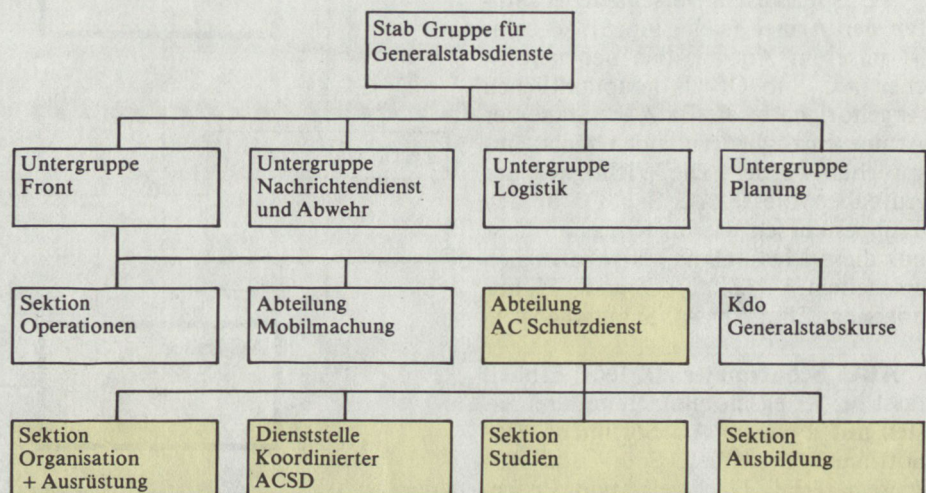 Stab Gruppe für
Generalstabsdienste
Untergruppe
Front
Untergruppe
Nachrichtendienst
und Abwehr
Untergruppe
Logistik
Untergruppe
Planung
Sektion
Operationen
Abteilung
Mobilmachung
Abteilung
AC Schutzdienst
Kdo
Generalstabskurse
Sektion
Organisation
+ Ausrüstung
Dienststelle
Koordinierter
ACSD
Sektion
Studien
Sektion
Ausbildung